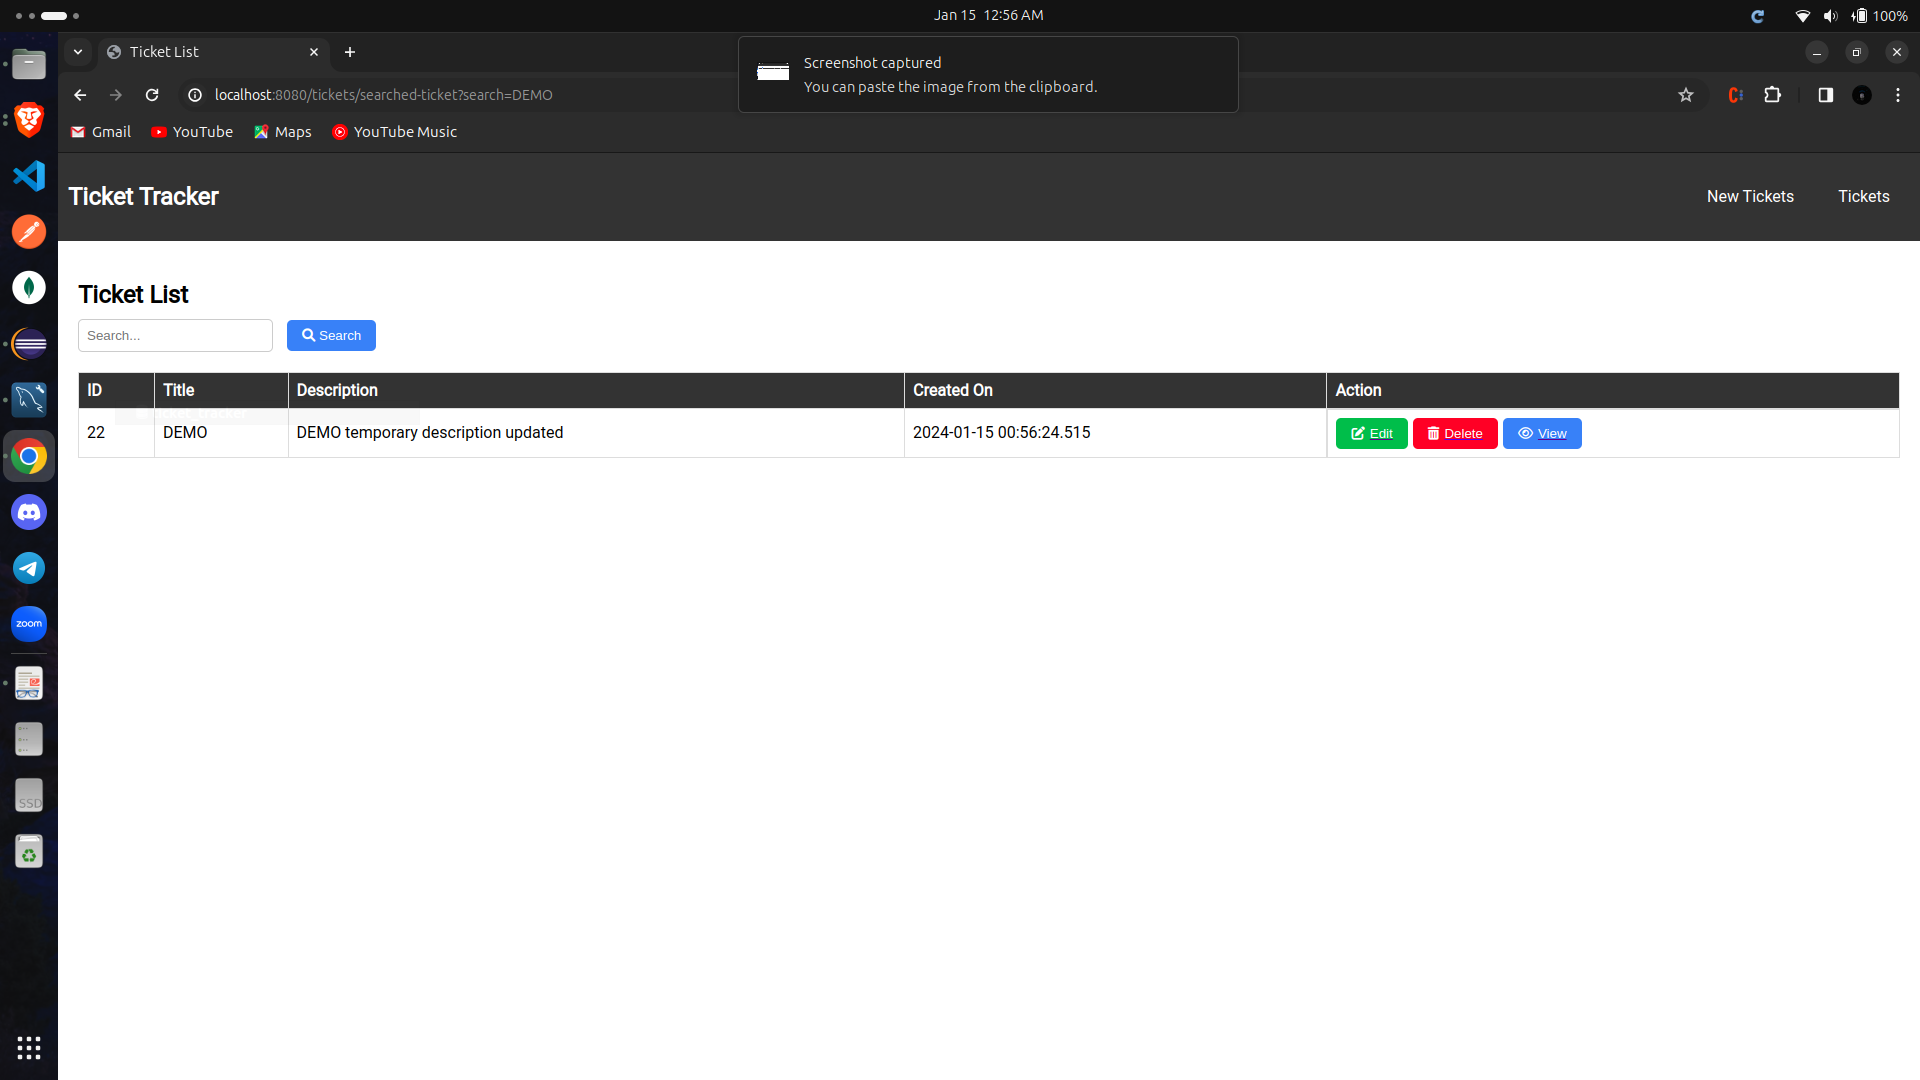 Jan 15 12:56 AM
100%
Ticket List
Screenshot captured
You can paste the image from the clipboard.
localhost:8080/tickets/searched-ticket?search=DEMO
Gmail YouTube Maps YouTube Music
Ticket Tracker New Tickets Tickets
Ticket List
Search... Search
ID Title Description Created On Action
22 DEMO DEMO temporary description updated 2024-01-15 00:56:24.515 Edit Delete View
zoom
SSD